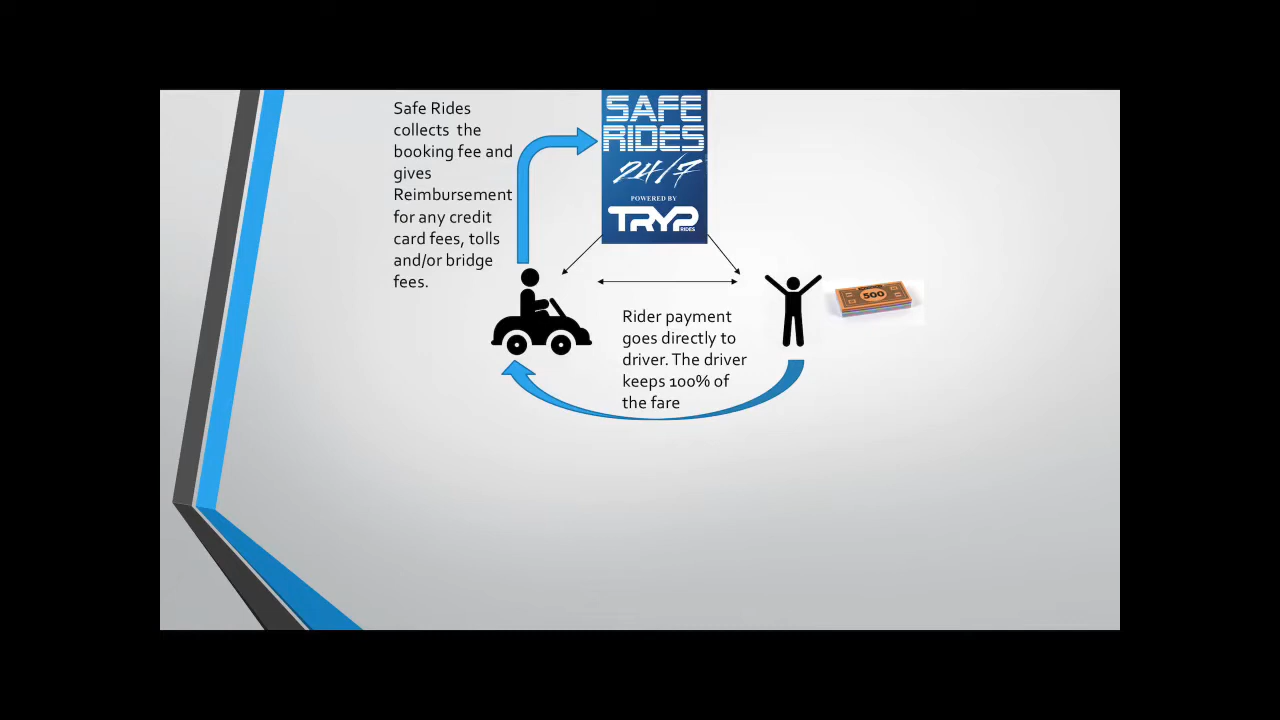 Safe Rides
collects the
booking fee and
gives
Reimbursement
for any credit
card fees, tolls
and/or bridge
fees.
SAFE
RIDES
24/7
POWERED BY
TRYP
RIDES
500
Rider payment
goes directly to
driver. The driver
keeps 100% of
the fare